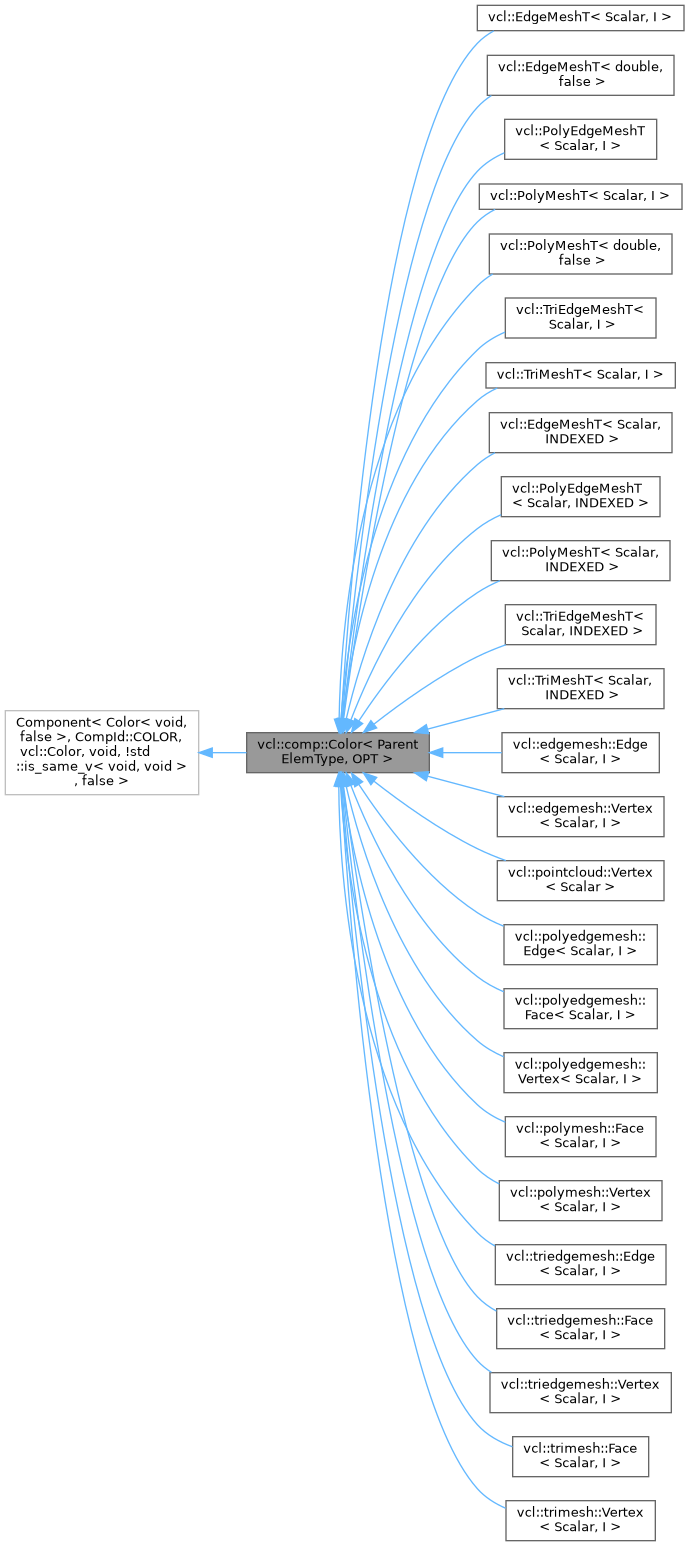 vcl::EdgeMeshT< Scalar, I >
vcl::EdgeMeshT< double,
false >
vcl::PolyEdgeMeshT
< Scalar, I >
vcl::PolyMeshT< Scalar, I >
vcl::PolyMeshT< double,
false >
vcl::TriEdgeMeshT<
Scalar, I >
vcl::TriMeshT< Scalar, I >
vcl::EdgeMeshT< Scalar,
INDEXED >
vcl::PolyEdgeMeshT
< Scalar, INDEXED >
vcl::PolyMeshT< Scalar,
INDEXED >
vcl::TriEdgeMeshT<
Scalar, INDEXED >
vcl::TriMeshT< Scalar,
INDEXED >
Component< Color< void,
false >, CompId::COLOR,
vcl::Color, void, !std
::is_same_v< void, void >
, false >
vcl::comp::Color< Parent
ElemType, OPT >
vcl::edgemesh::Edge
< Scalar, I >
vcl::edgemesh::Vertex
< Scalar, I >
vcl::pointcloud::Vertex
< Scalar >
vcl::polyedgemesh::
Edge< Scalar, I >
vcl::polyedgemesh::
Face< Scalar, I >
vcl::polyedgemesh::
Vertex< Scalar, I >
vcl::polymesh::Face
< Scalar, I >
vcl::polymesh::Vertex
< Scalar, I >
vcl::triedgemesh::Edge
< Scalar, I >
vcl::triedgemesh::Face
< Scalar, I >
vcl::triedgemesh::Vertex
< Scalar, I >
vcl::trimesh::Face
< Scalar, I >
vcl::trimesh::Vertex
< Scalar, I >